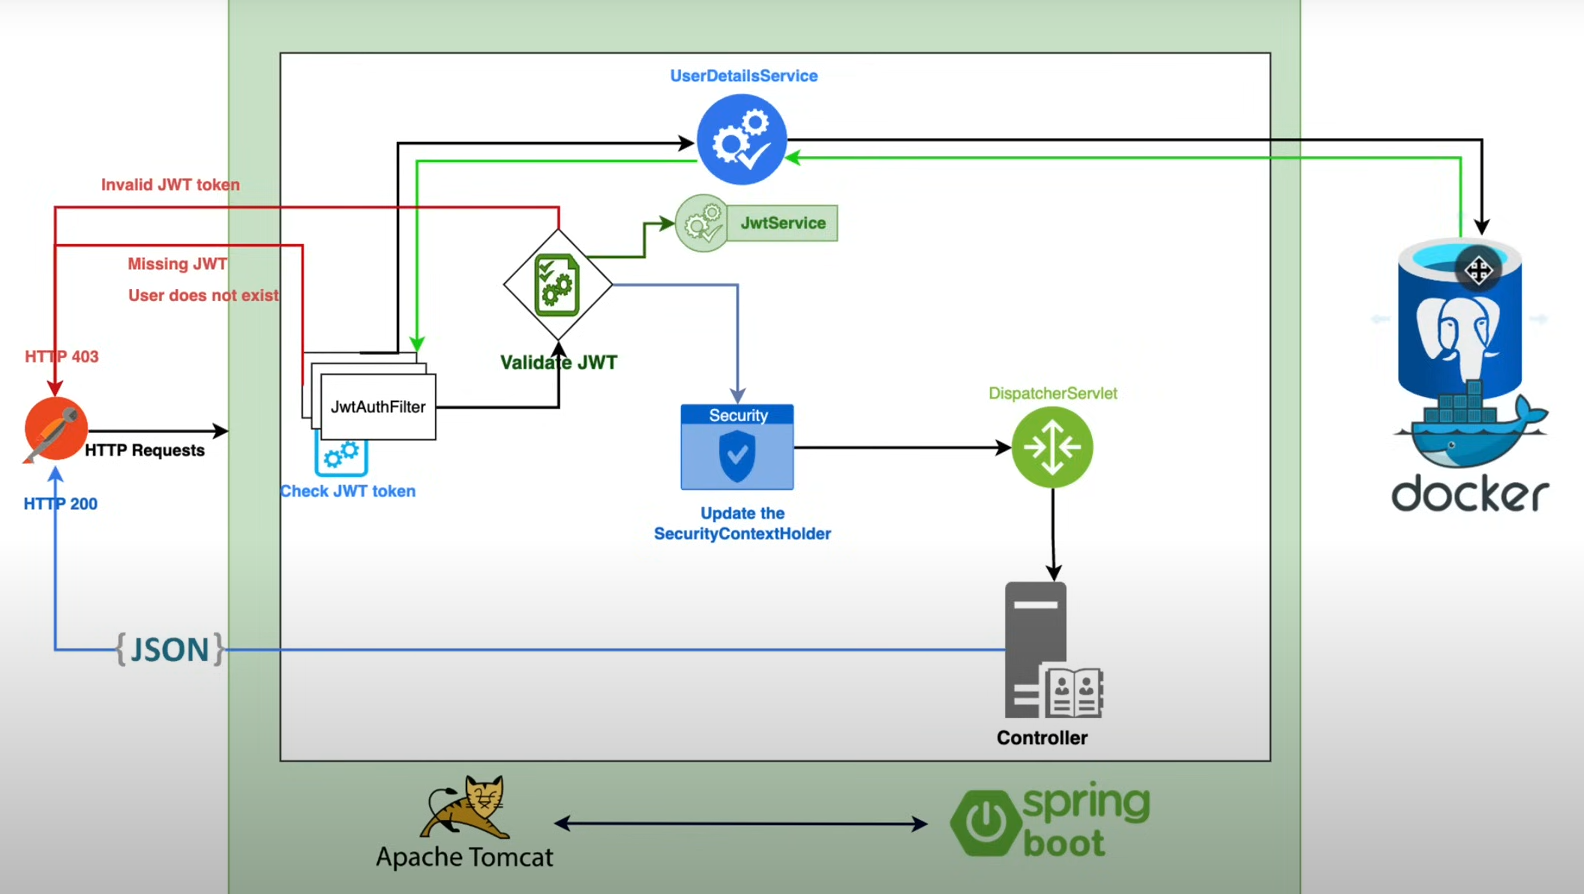 UserDetailsService
Invalid JWT token
JwtService
Missing JWT
User does not exist
HTTP 403
Validate JWT
JwtAuthFilter
DispatcherServlet
Security
HTTP Requests
Check JWT token
HTTP 200
Update the
SecurityContextHolder
docker
{JSON}
Controller
Apache Tomcat
spring
boot